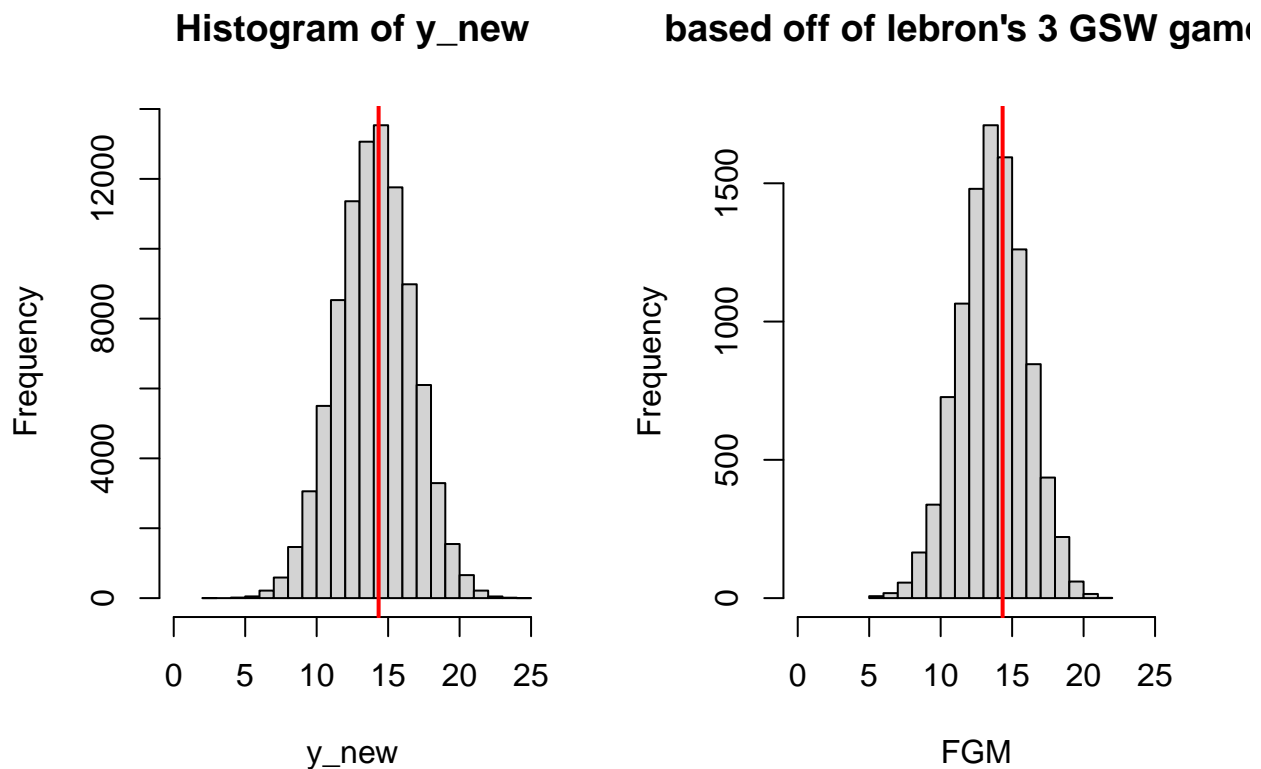 Histogram of y_new
Frequency
0
4000
8000
12000
0 5 10 15 20 25
y_new
based off of lebron's 3 GSW game
Frequency
0
500
1000
1500
0 5 10 15 20 25
FGM